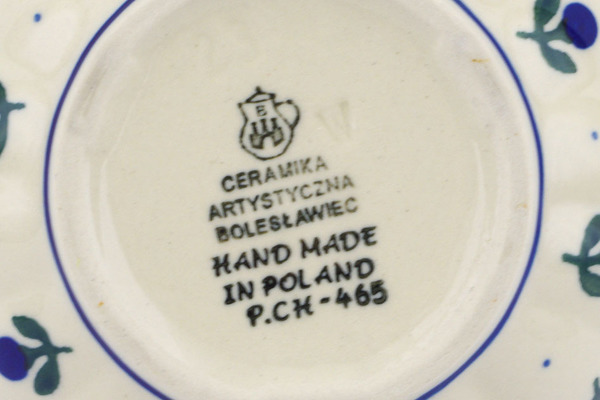 B
CERAMIKA
ARTYSTYCZNA
BOLESŁAWIEC
HAND MADE
IN POLAND
P.CH-465
W